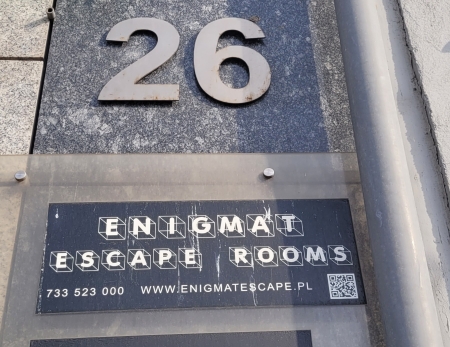 26
ENIGMAT
ESCAPE ROOMS
733 523 000 WWW.ENIGMATESCAPE.PL